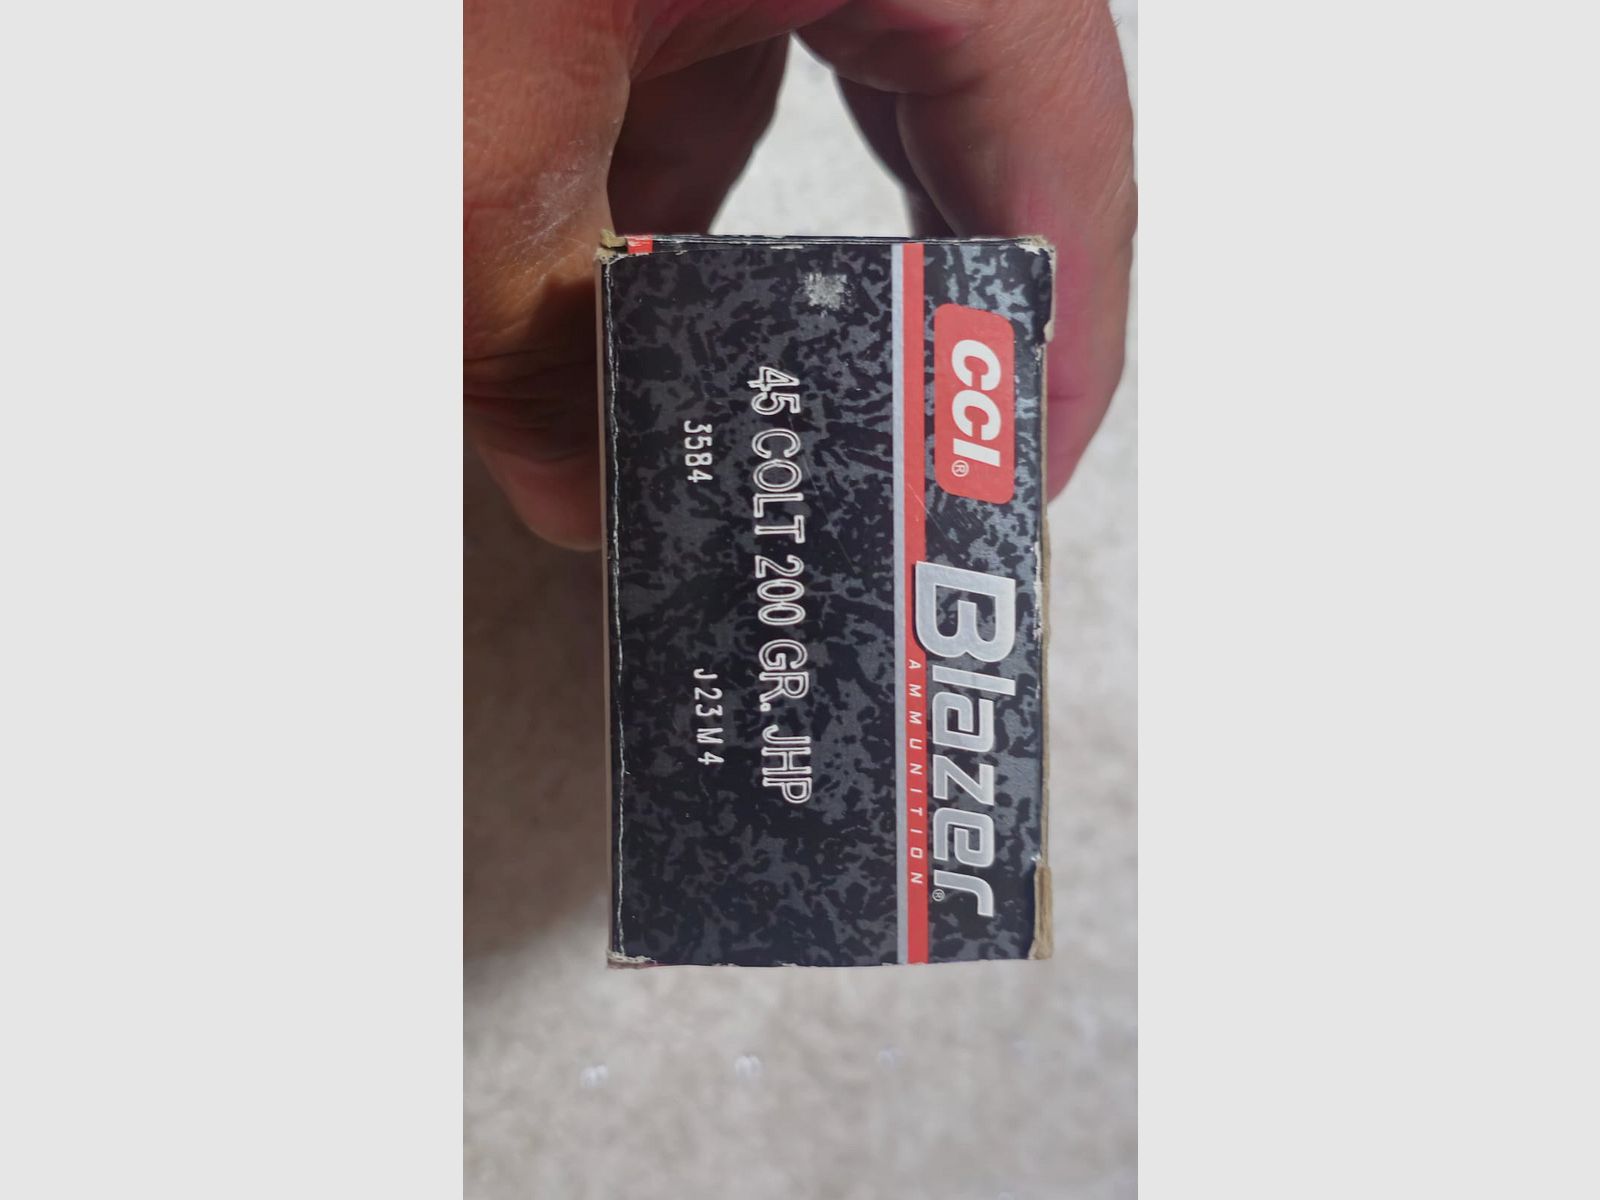 CCI®
Blazer®
AMMUNITION
45 COLT 200 GR. JHP
3584 J23M4